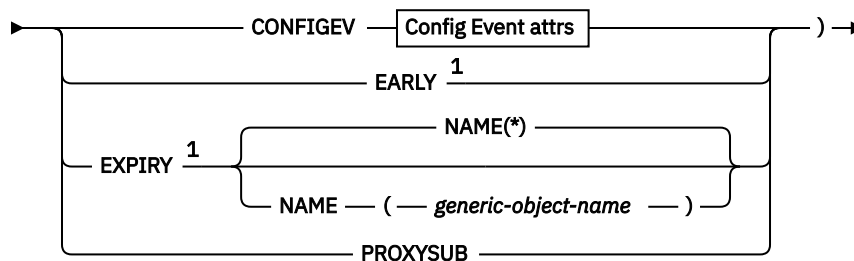 CONFIGEV Config Event attrs )
EARLY 1
NAME(*)
EXPIRY 1
NAME ( generic-object-name )
PROXYSUB